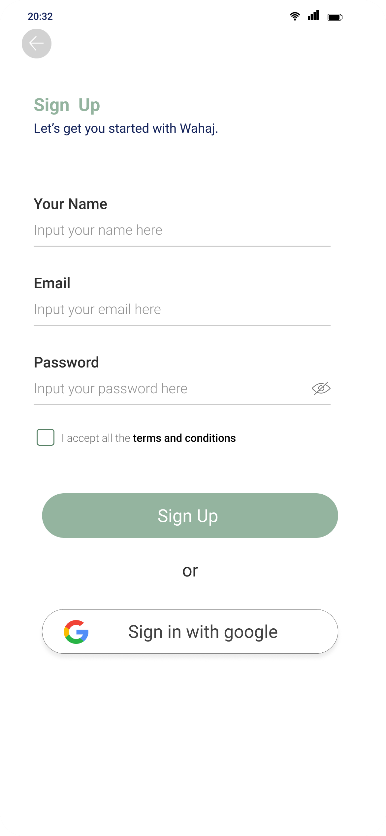 20:32
Sign Up
Let's get you started with Wahaj.
Your Name
Input your name here
Email
Input your email here
Password
Input your password here
I accept all the terms and conditions
Sign Up
or
Sign in with google